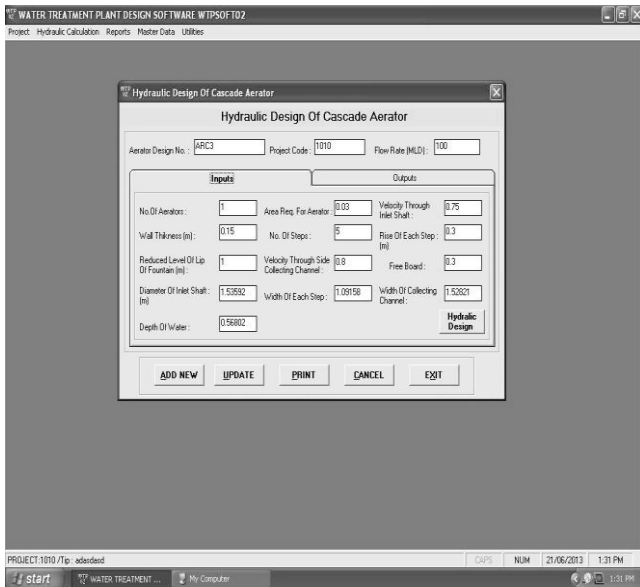 WATER TREATMENT PLANT DESIGN SOFTWARE WTPSOFT02
Project Hydraulic Calculation Reports Master Data Utilities
Hydraulic Design Of Cascade Aerator
Hydraulic Design Of Cascade Aerator
Aerator Design No. : ARC3 Project Code : 1010 Flow Rate (MLD) : 100
Inputs Outputs
No.Of Aerators : 1 Area Req. For Aerator : 0.03 Velocity Through Inlet Shaft : 0.75
Wall Thikness (m) : 0.15 No. Of Steps : 5 Rise Of Each Step : (m) 0.3
Reduced Level Of Lip Of Fountain (m) : 1 Velocity Through Side Collecting Channel : 0.8 Free Board : 0.3
Diameter Of Inlet Shaft : (m) 1.53592 Width Of Each Step : 1.09158 Width Of Collecting Channel : 1.52821
Depth Of Water : 0.56802 Hydralic Design
ADD NEW UPDATE PRINT CANCEL EXIT
PROJECT:1010 /Tip : adasdasd CAPS NUM 21/06/2013 1:31 PM
start WATER TREATMENT ... My Computer 1:31 PM